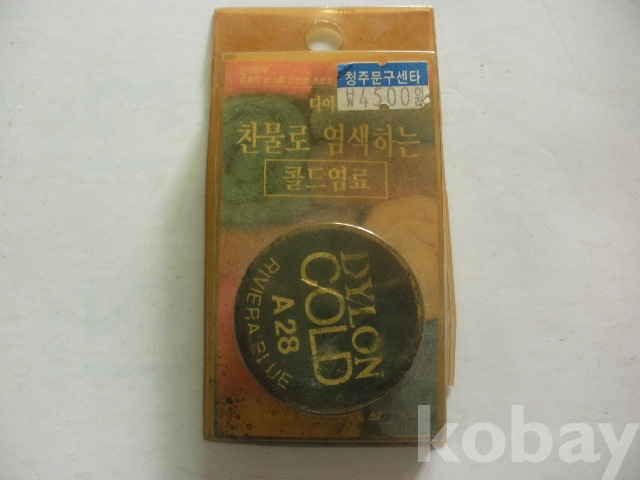 청주문구센타
₩4500원
다이
찬물로 염색하는
콜드염료
DYLON
COLD
A28
RIVIERA BLUE
kobay